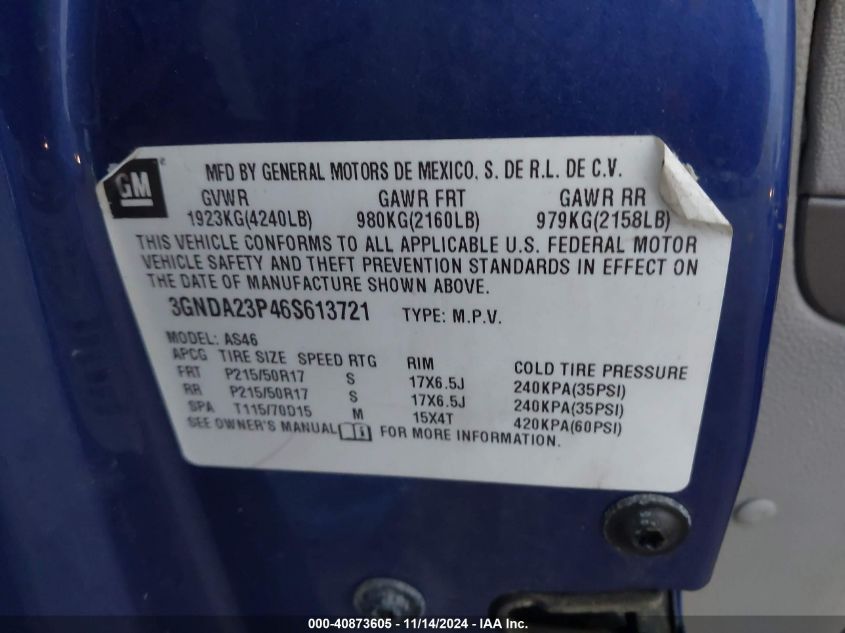 GM
MFD BY GENERAL MOTORS DE MEXICO, S. DE R.L. DE C.V.
GVWR GAWR FRT GAWR RR
1923KG(4240LB) 980KG(2160LB) 979KG(2158LB)
THIS VEHICLE CONFORMS TO ALL APPLICABLE U.S. FEDERAL MOTOR
VEHICLE SAFETY AND THEFT PREVENTION STANDARDS IN EFFECT ON
THE DATE OF MANUFACTURE SHOWN ABOVE.
3GNDA23P46S613721 TYPE: M.P.V.
MODEL: AS46
APCG TIRE SIZE SPEED RTG RIM COLD TIRE PRESSURE
FRT P215/50R17 S 17X6.5J 240KPA(35PSI)
RR P215/50R17 S 17X6.5J 240KPA(35PSI)
SPA T115/70D15 M 15X4T 420KPA(60PSI)
SEE OWNER'S MANUAL i FOR MORE INFORMATION.
000-40873605 - 11/14/2024 - IAA Inc.